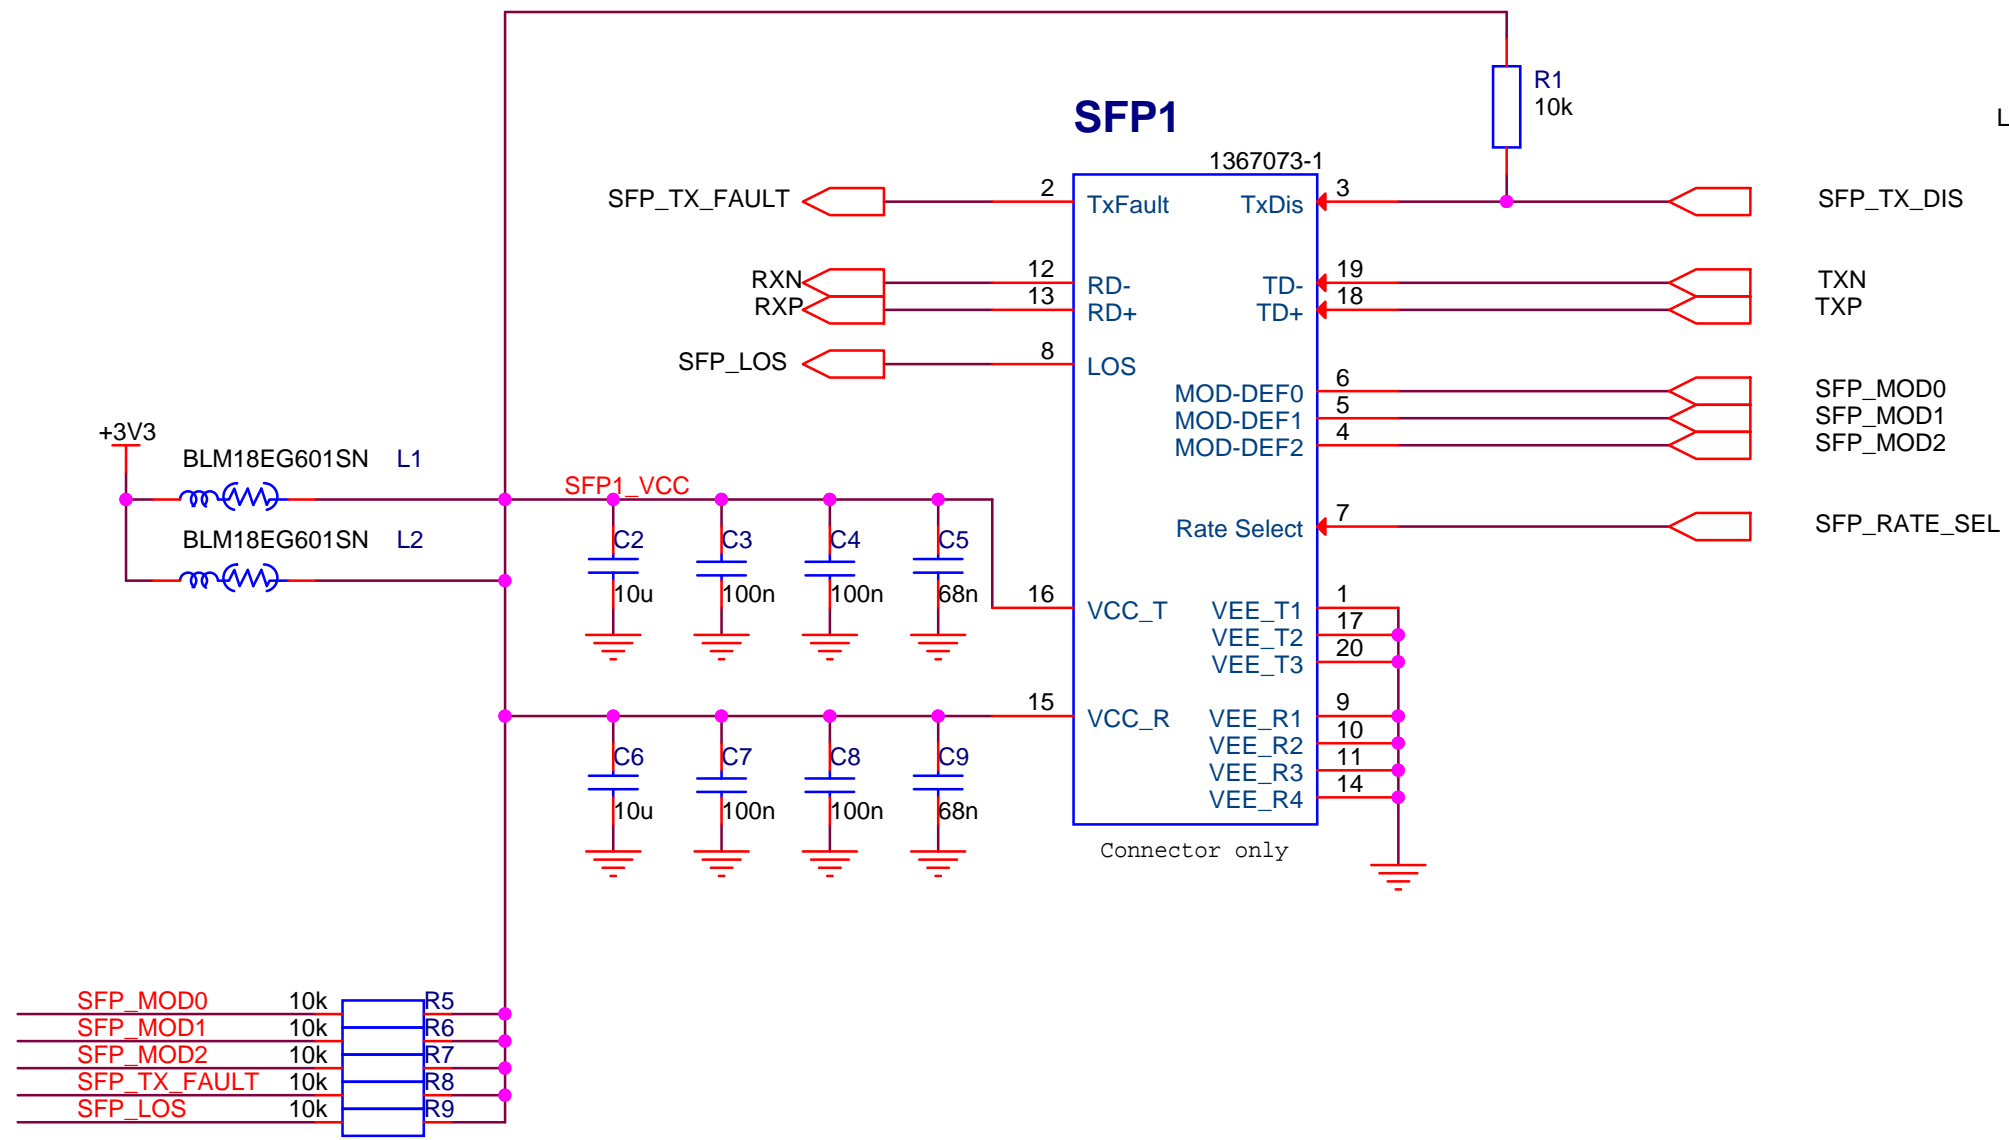 R1
10k
SFP1
L
1367073-1
SFP_TX_FAULT
2
TxFault
TxDis
3
SFP_TX_DIS
RXN
12
RD-
TD-
19
TXN
RXP
13
RD+
TD+
18
TXP
SFP_LOS
8
LOS
MOD-DEF0
6
SFP_MOD0
MOD-DEF1
5
SFP_MOD1
MOD-DEF2
4
SFP_MOD2
+3V3
BLM18EG601SN L1
SFP1_VCC
Rate Select
7
SFP_RATE_SEL
BLM18EG601SN L2
C2
C3
C4
C5
10u
100n
100n
68n
16
VCC_T
VEE_T1
1
VEE_T2
17
VEE_T3
20
15
VCC_R
VEE_R1
9
VEE_R2
10
VEE_R3
11
VEE_R4
14
C6
C7
C8
C9
10u
100n
100n
68n
Connector only
SFP_MOD0 10k R5
SFP_MOD1 10k R6
SFP_MOD2 10k R7
SFP_TX_FAULT 10k R8
SFP_LOS 10k R9